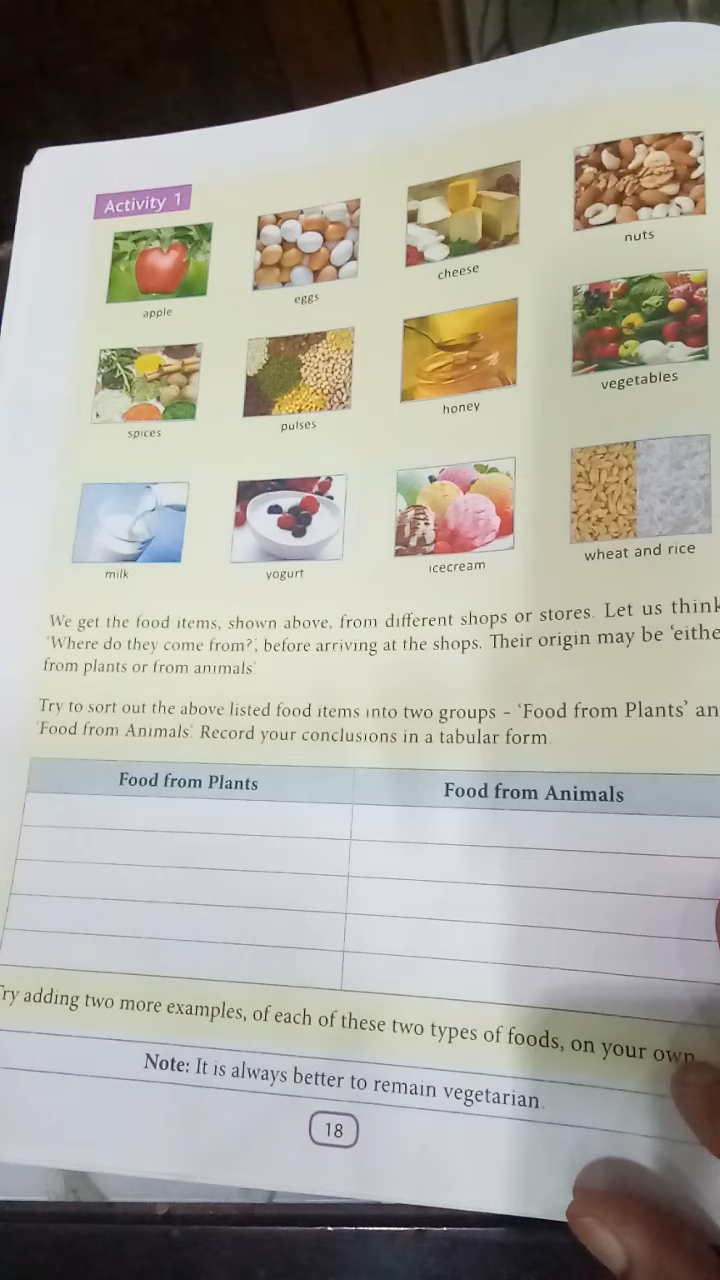 Activity 1
apple
eggs
cheese
nuts
spices
pulses
honey
vegetables
milk
yogurt
icecream
wheat and rice
We get the food items, shown above, from different shops or stores. Let us think
'Where do they come from?', before arriving at the shops. Their origin may be 'eithe
from plants or from animals'.
Try to sort out the above listed food items into two groups – 'Food from Plants' an
'Food from Animals'. Record your conclusions in a tabular form.
Food from Plants
Food from Animals
Try adding two more examples, of each of these two types of foods, on your own
Note: It is always better to remain vegetarian.
18